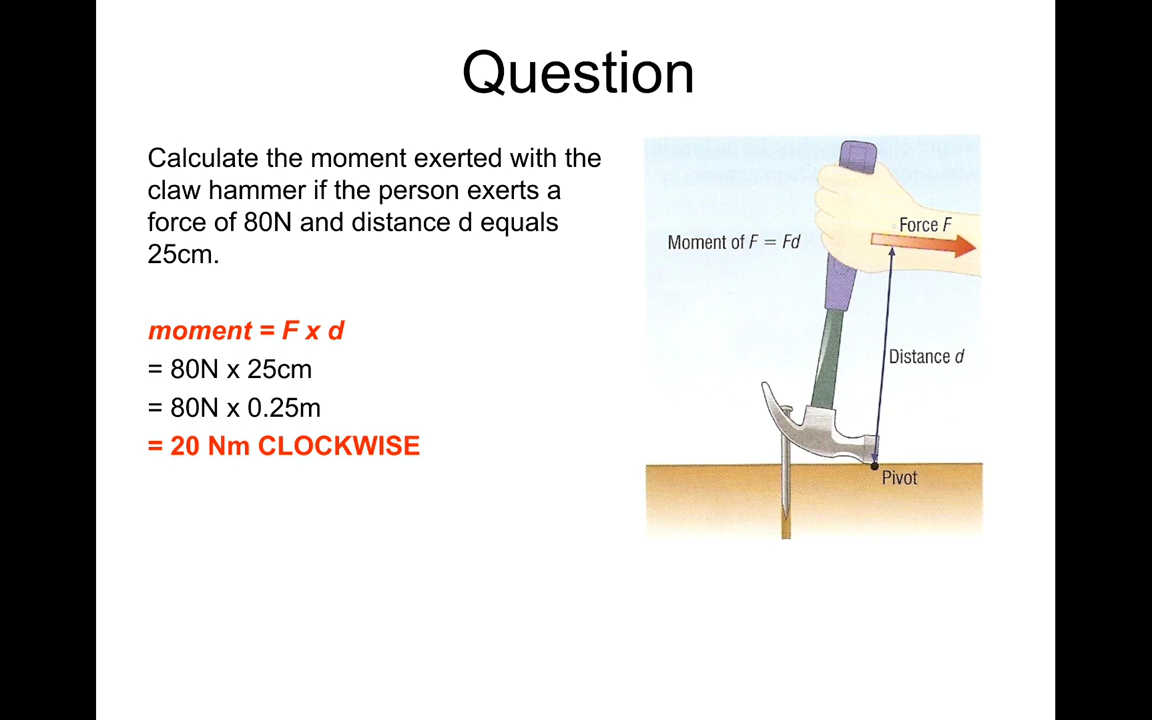 Question
Calculate the moment exerted with the
claw hammer if the person exerts a
force of 80N and distance d equals
25cm.
moment = F x d
= 80N x 25cm
= 80N x 0.25m
= 20 Nm CLOCKWISE
Force F
Moment of F = Fd
Distance d
Pivot